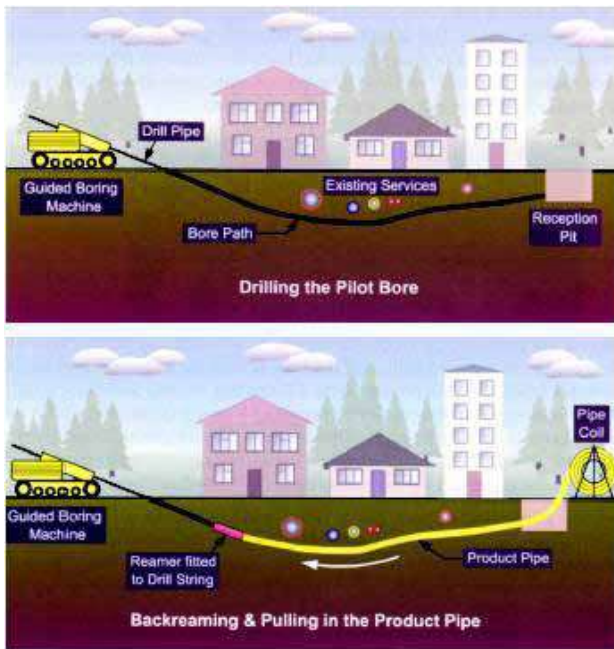 Drill Pipe
Guided Boring
Machine
Existing Services
Bore Path
Reception
Pit
Drilling the Pilot Bore
Pipe
Coil
Guided Boring
Machine
Reamer fitted
to Drill String
Product Pipe
Backreaming & Pulling in the Product Pipe